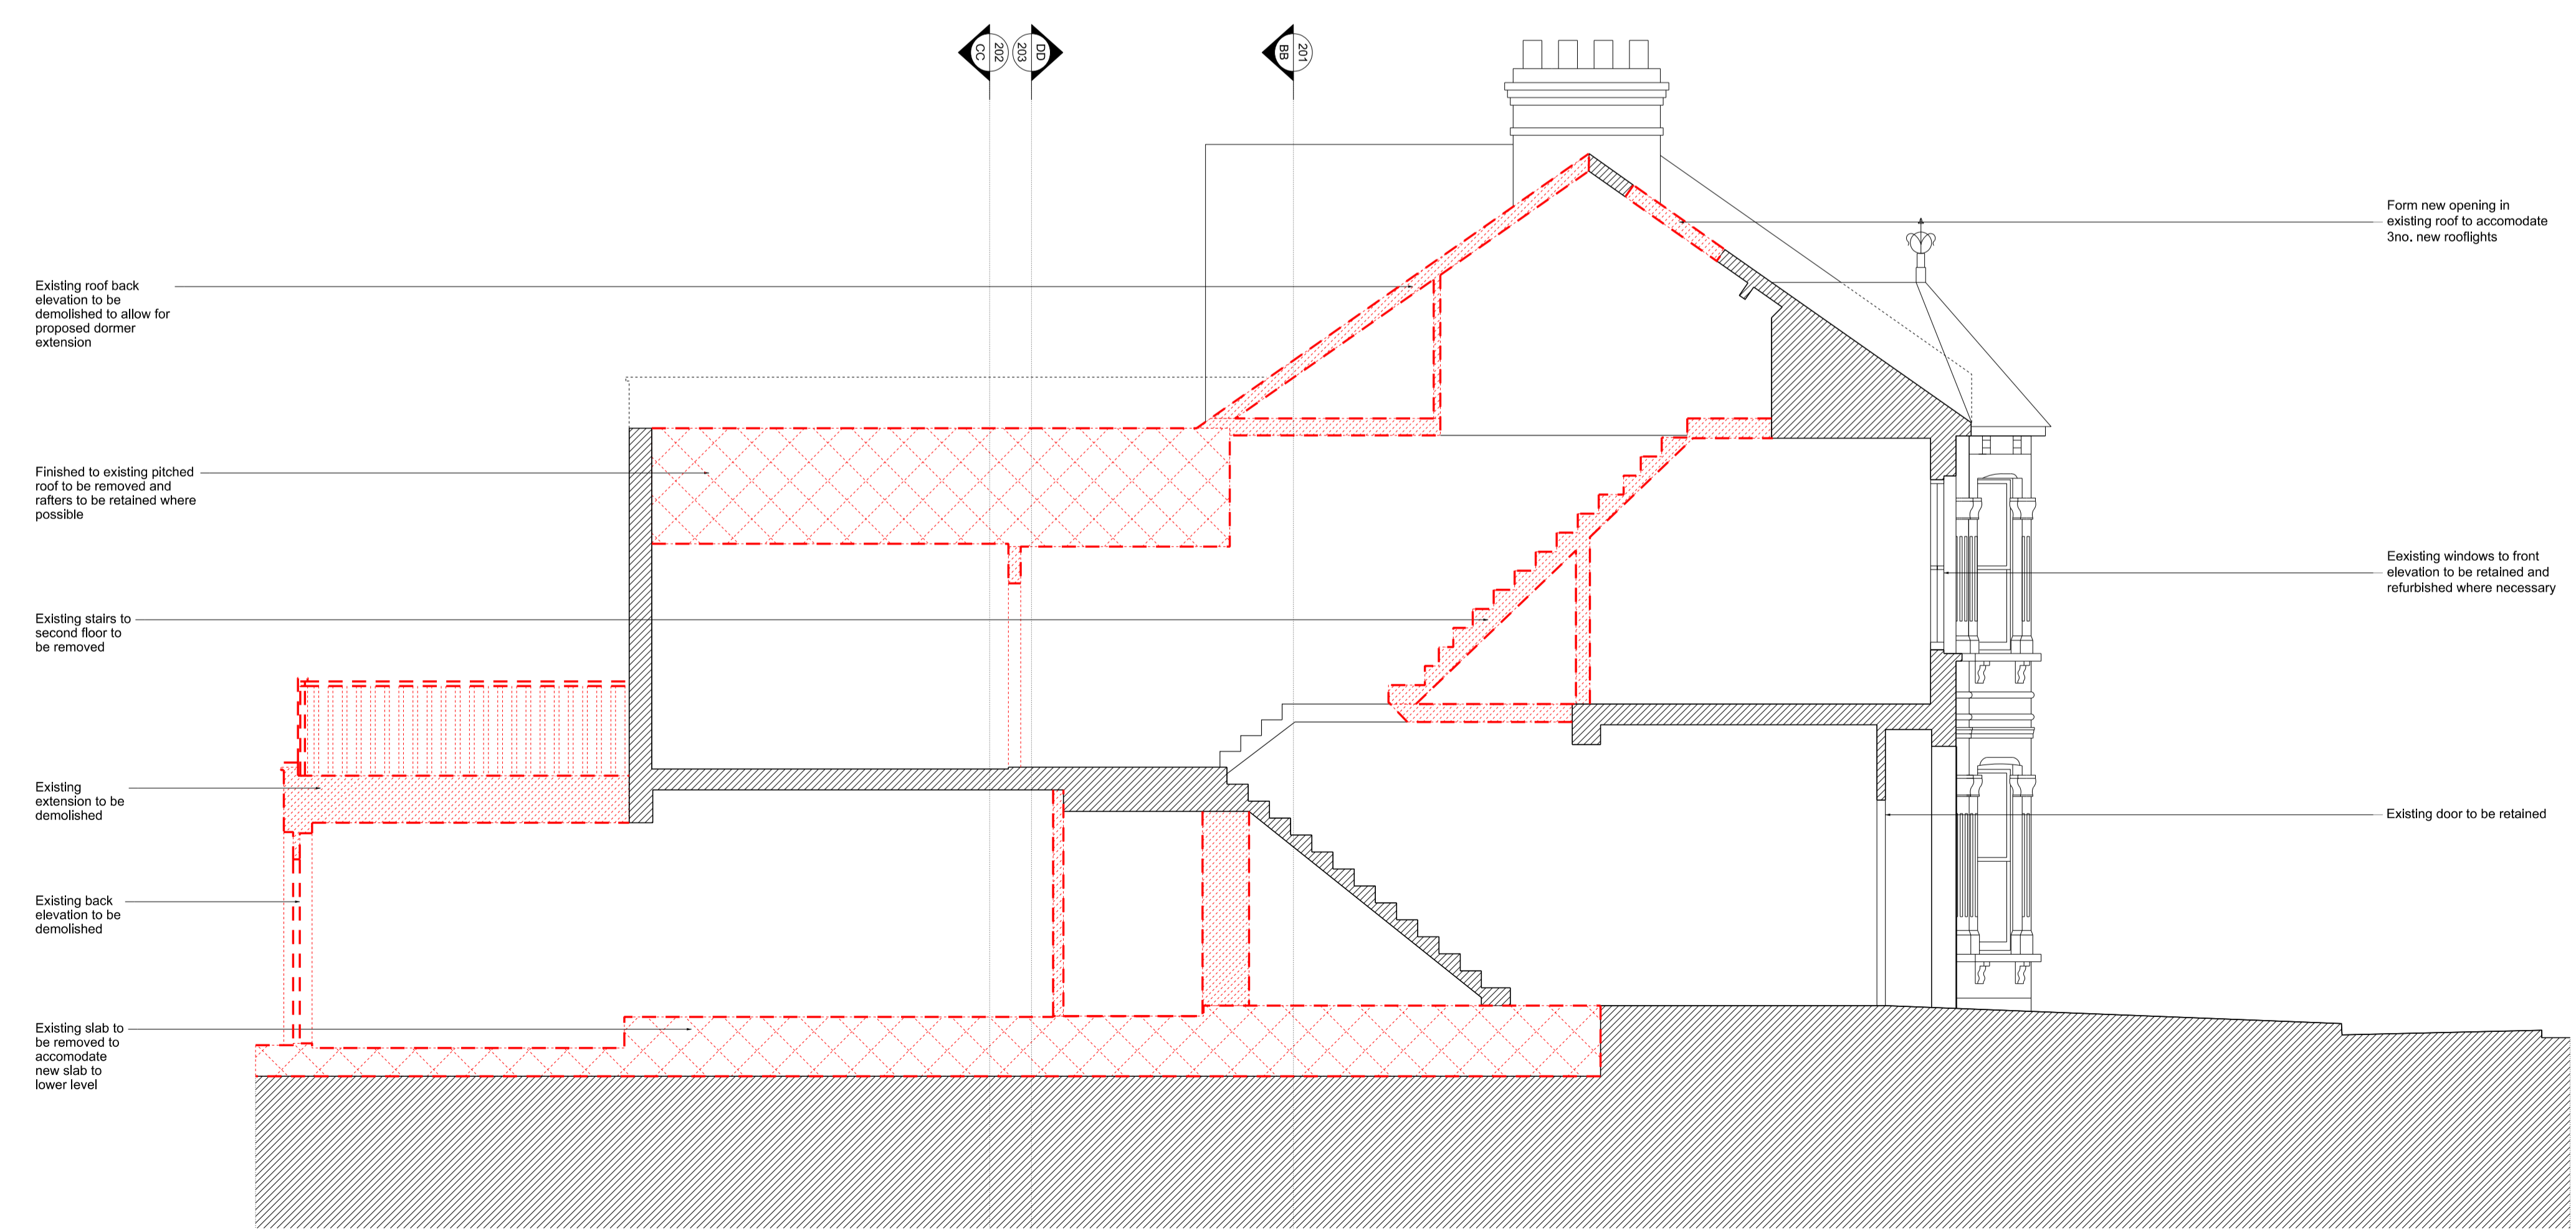 202
CC
203
DD
201
BB
Form new opening in
existing roof to accomodate
3no. new rooflights
Existing roof back
elevation to be
demolished to allow for
proposed dormer
extension
Finished to existing pitched
roof to be removed and
rafters to be retained where
possible
Eexisting windows to front
elevation to be retained and
refurbished where necessary
Existing stairs to
second floor to
be removed
Existing
extension to be
demolished
Existing door to be retained
Existing back
elevation to be
demolished
Existing slab to
be removed to
accomodate
new slab to
lower level